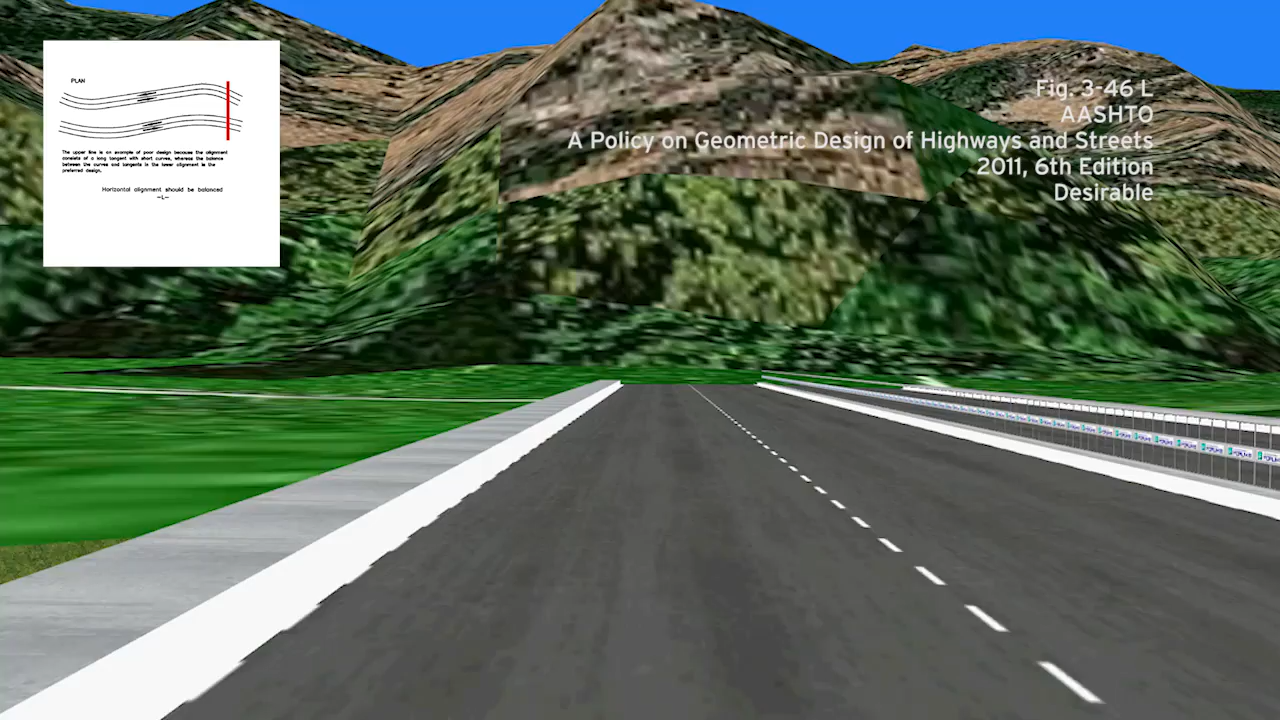 PLAN
The upper line is an example of poor design because the alignment
consists of a long tangent with short curves, whereas the balance
between the curves and tangents in the lower alignment is the
preferred design.
Horizontal alignment should be balanced
-L-
Fig. 3-46 L
AASHTO
A Policy on Geometric Design of Highways and Streets
2011, 6th Edition
Desirable